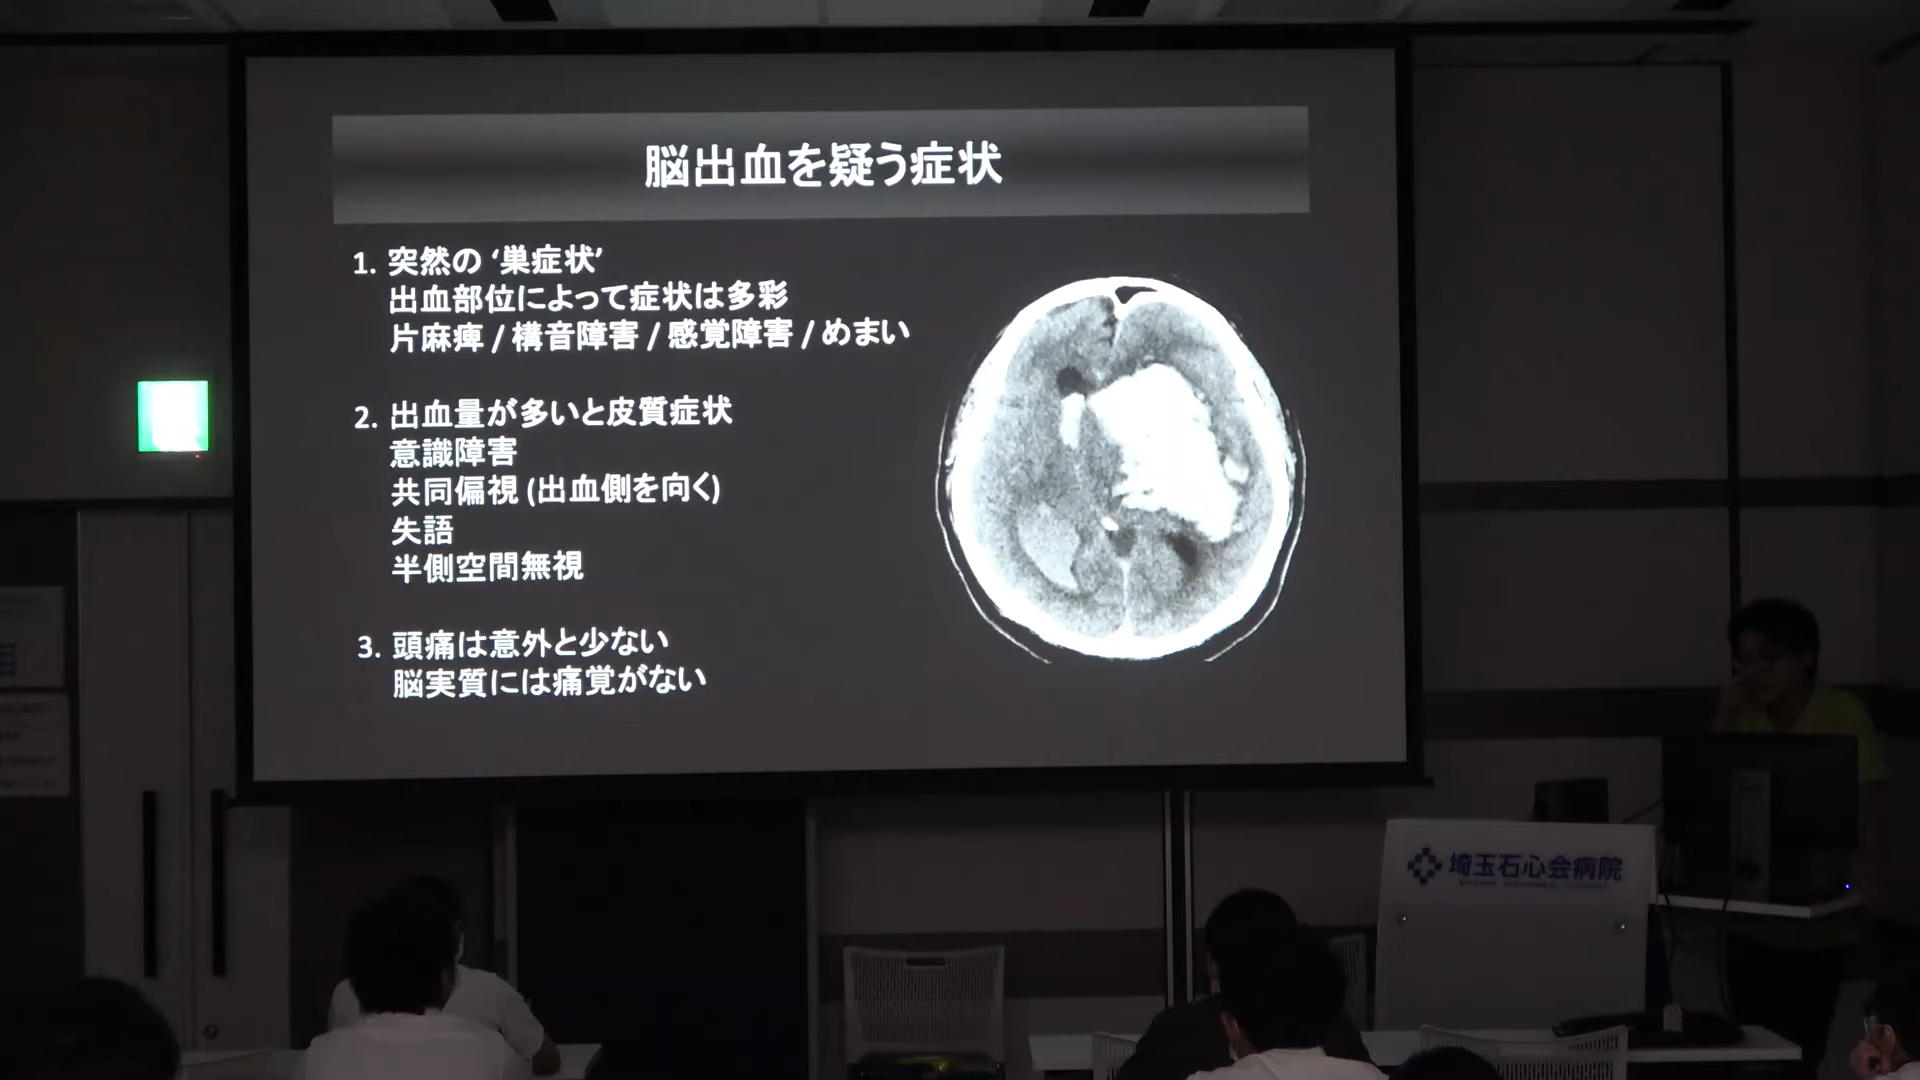 脳出血を疑う症状
1. 突然の ‘巣症状’
出血部位によって症状は多彩
片麻痺 / 構音障害 / 感覚障害 / めまい
2. 出血量が多いと皮質症状
意識障害
共同偏視 (出血側を向く)
失語
半側空間無視
3. 頭痛は意外と少ない
脳実質には痛覚がない
埼玉石心会病院